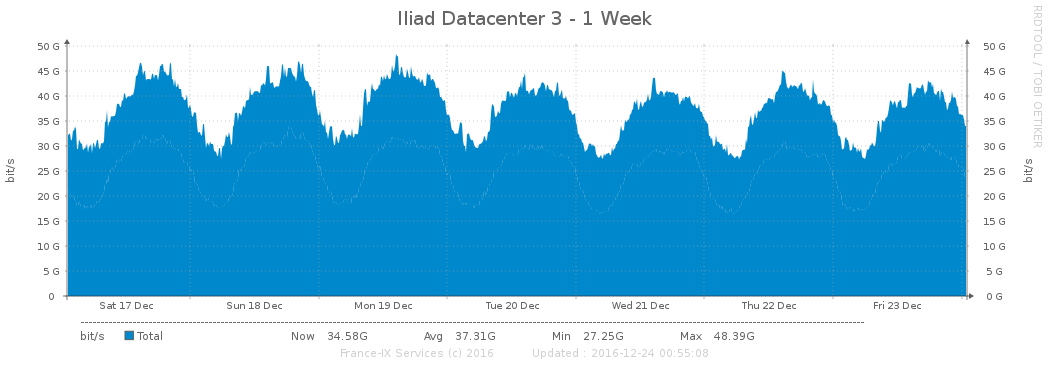 Iliad Datacenter 3 - 1 Week
RRDTOOL / TOBI OETIKER
bit/s
50 G 50 G
45 G 45 G
40 G 40 G
35 G 35 G
30 G 30 G
25 G 25 G
20 G 20 G
15 G 15 G
10 G 10 G
5 G 5 G
0 0 G
bit/s
Sat 17 Dec Sun 18 Dec Mon 19 Dec Tue 20 Dec Wed 21 Dec Thu 22 Dec Fri 23 Dec
bit/s Total Now 34.58G Avg 37.31G Min 27.25G Max 48.39G
France-IX Services (c) 2016 Updated : 2016-12-24 00:55:08